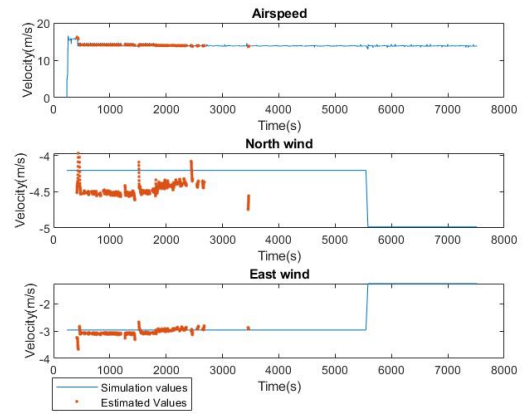 Airspeed
20
10
0
Velocity(m/s)
0 1000 2000 3000 4000 5000 6000 7000 8000
Time(s)
North wind
-4
-4.5
-5
Velocity(m/s)
0 1000 2000 3000 4000 5000 6000 7000 8000
Time(s)
East wind
-2
-3
-4
Velocity(m/s)
0 1000 2000 3000 4000 5000 6000 7000 8000
Time(s)
Simulation values
Estimated Values